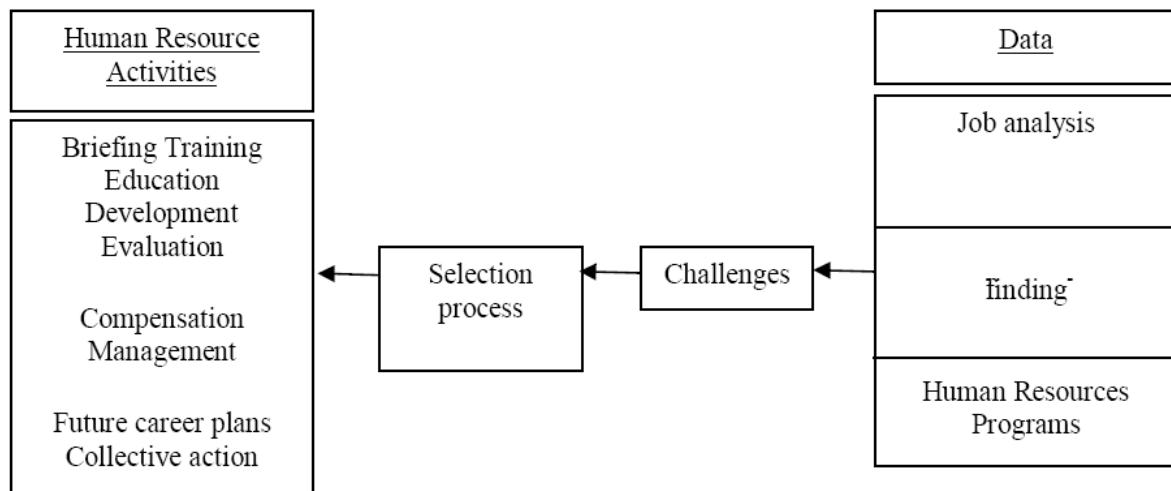 Human Resource
Activities
Briefing Training
Education
Development
Evaluation
Compensation
Management
Future career plans
Collective action
Selection
process
Challenges
Data
Job analysis
finding
Human Resources
Programs